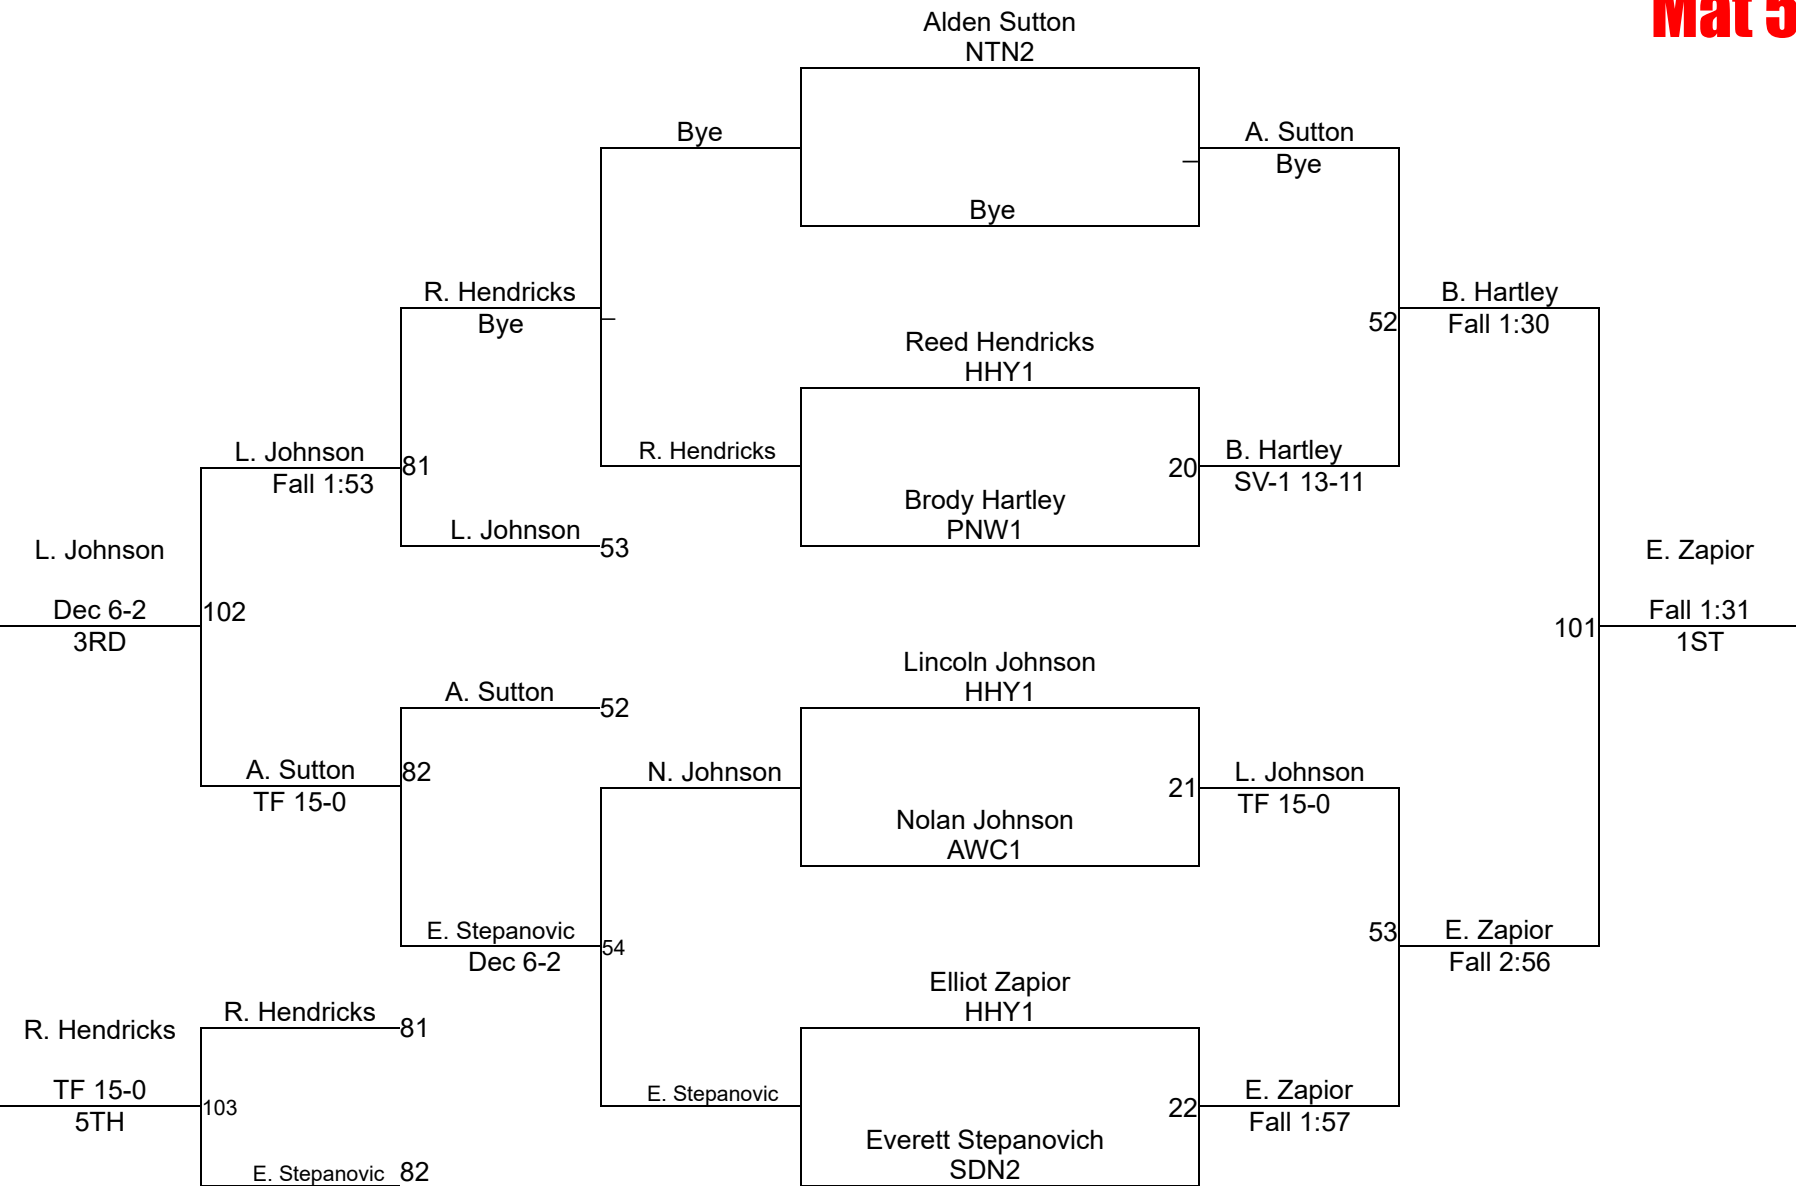 Mat 5
Alden Sutton
NTN2
Bye
A. Sutton
Bye
Bye
R. Hendricks
Bye
B. Hartley
Fall 1:30
52
Reed Hendricks
HHY1
L. Johnson
Fall 1:53
81
R. Hendricks
20
B. Hartley
SV-1 13-11
Brody Hartley
PNW1
L. Johnson
53
L. Johnson
Dec 6-2
3RD
102
E. Zapior
Fall 1:31
1ST
101
Lincoln Johnson
HHY1
A. Sutton
52
A. Sutton
TF 15-0
82
N. Johnson
21
L. Johnson
TF 15-0
Nolan Johnson
AWC1
E. Stepanovic
Dec 6-2
54
53
E. Zapior
Fall 2:56
Elliot Zapior
HHY1
R. Hendricks
81
R. Hendricks
TF 15-0
5TH
103
E. Stepanovic
22
E. Zapior
Fall 1:57
Everett Stepanovich
SDN2
E. Stepanovic
82